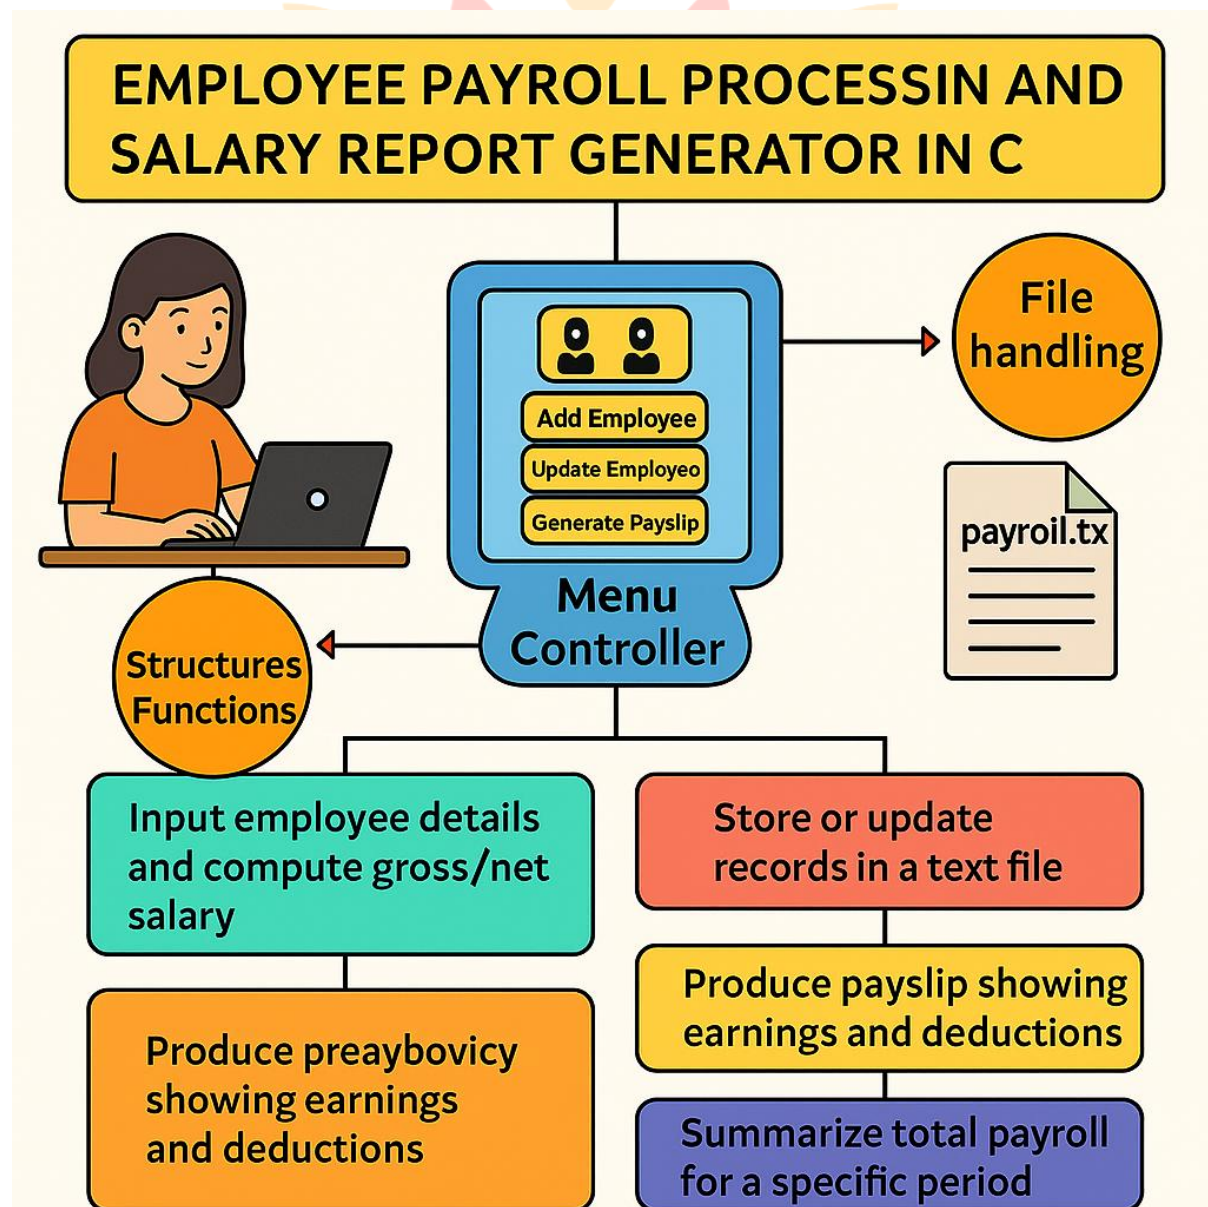 EMPLOYEE PAYROLL PROCESSIN AND
SALARY REPORT GENERATOR IN C
File
handling
Add Employee
Update Employeo
Generate Payslip
payroil.tx
Menu
Controller
Structures
Functions
Input employee details
and compute gross/net
salary
Store or update
records in a text file
Produce preaybovicy
showing earnings
and deductions
Produce payslip showing
earnings and deductions
Summarize total payroll
for a specific period